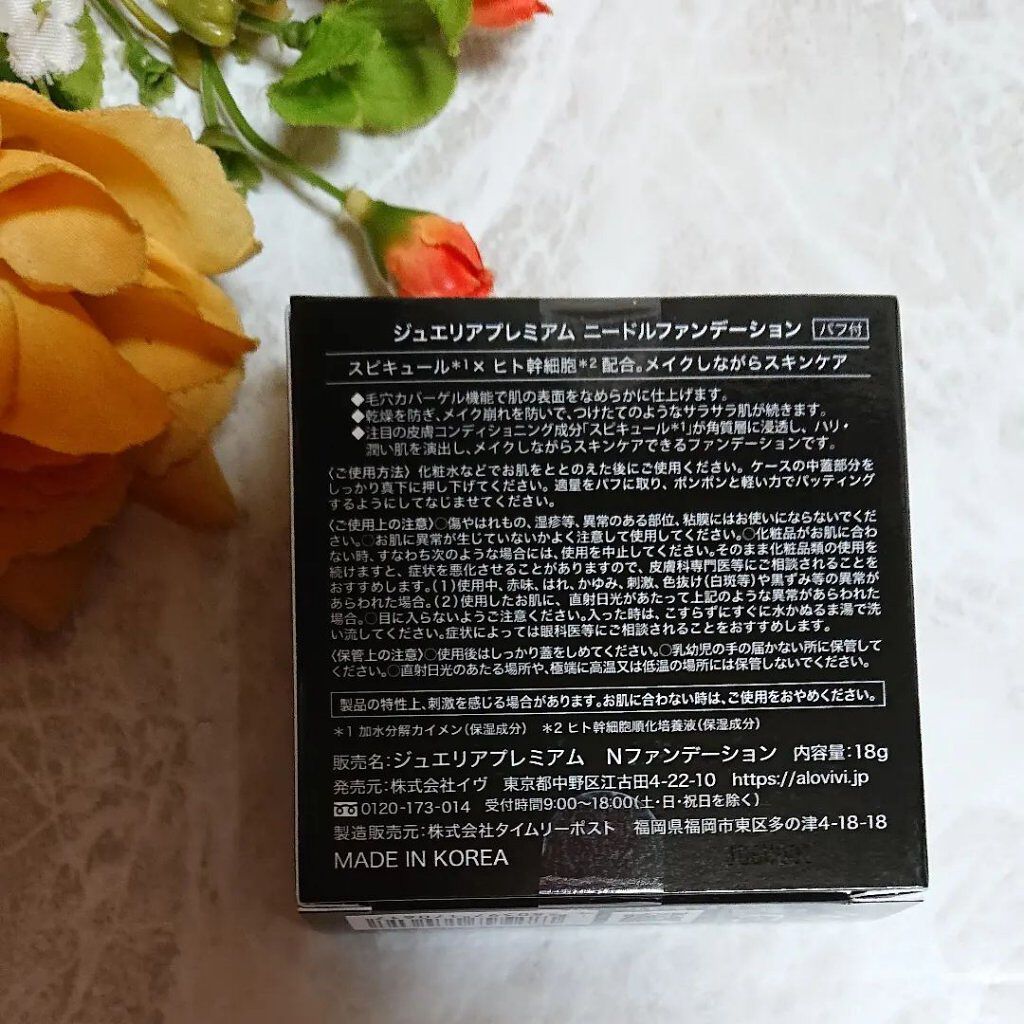 ジュエリアプレミアム ニードルファンデーション パフ付
スピキュール*1× ヒト幹細胞*2 配合。メイクしながらスキンケア
◆毛穴カバーゲル機能で肌の表面をなめらかに仕上げます。
◆乾燥を防ぎ、メイク崩れを防いで、つけたてのようなサラサラ肌が続きます。
◆注目の皮膚コンディショニング成分「スピキュール*1」が角質層に浸透し、ハリ・
潤い肌を演出し、メイクしながらスキンケアできるファンデーションです。
〈ご使用方法〉化粧水などでお肌をととのえた後にご使用ください。ケースの中蓋部分を
しっかり真下に押し下げてください。適量をパフに取り、ポンポンと軽い力でパッティング
するようにしてなじませてください。
〈ご使用上の注意〉○傷やはれもの、湿疹等、異常のある部位、粘膜にはお使いにならないでくだ
さい。○お肌に異常が生じていないかよく注意して使用してください。○化粧品がお肌に合わ
ない時、すなわち次のような場合には、使用を中止してください。そのまま化粧品類の使用を
続けますと、症状を悪化させることがありますので、皮膚科専門医等にご相談されることを
おすすめします。(1)使用中、赤味、はれ、かゆみ、刺激、色抜け(白斑等)や黒ずみ等の異常が
あらわれた場合。(2)使用したお肌に、直射日光があたって上記のような異常があらわれた
場合。○目に入らないようご注意ください。入った時は、こすらずにすぐに水かぬるま湯で洗
い流してください。症状によっては眼科医等にご相談されることをおすすめします。
〈保管上の注意〉○使用後はしっかり蓋をしめてください。○乳幼児の手の届かない所に保管して
ください。○直射日光のあたる場所や、極端に高温又は低温の場所には保管しないでください。
製品の特性上、刺激を感じる場合があります。お肌に合わない時は、ご使用をおやめください。
*1 加水分解カイメン(保湿成分) *2 ヒト幹細胞順化培養液(保湿成分)
販売名:ジュエリアプレミアム Nファンデーション 内容量:18g
発売元:株式会社イヴ 東京都中野区江古田4-22-10 https://alovivi.jp
0120-173-014 受付時間9:00〜18:00(土・日・祝日を除く)
製造販売元:株式会社タイムリーポスト 福岡県福岡市東区多の津4-18-18
MADE IN KOREA